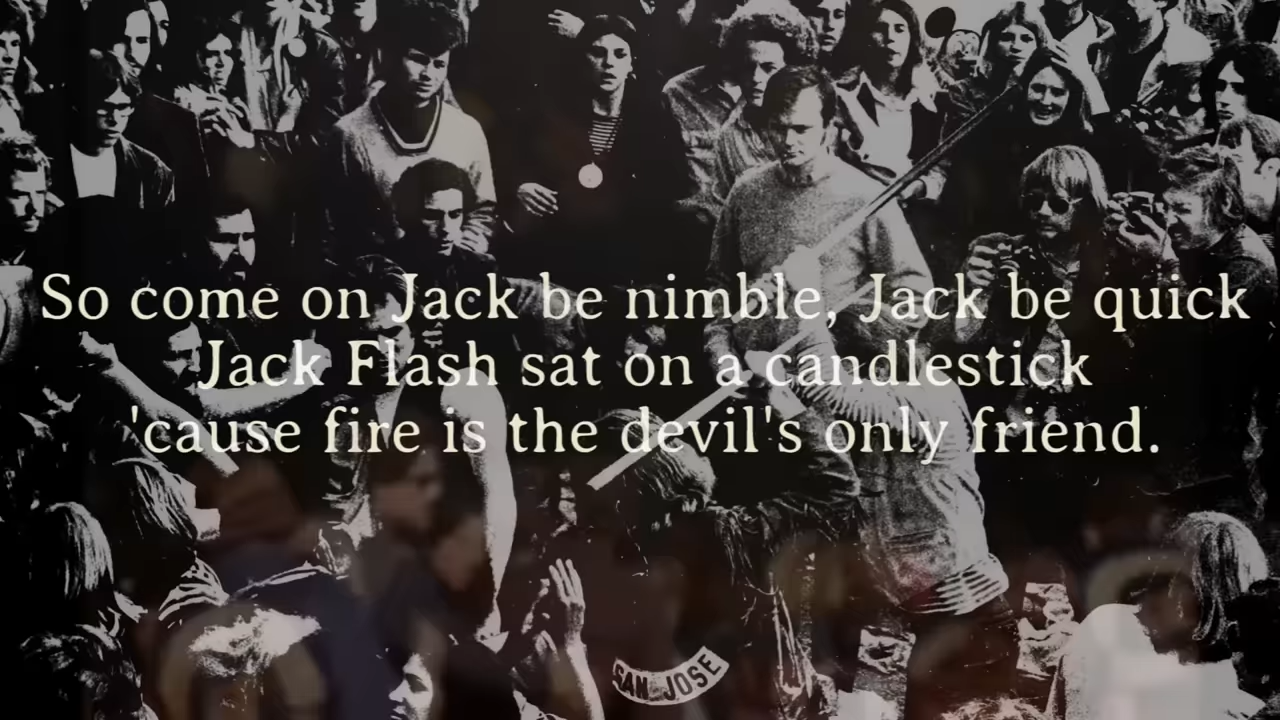 So come on Jack be nimble, Jack be quick
Jack Flash sat on a candlestick
'cause fire is the devil's only friend.
SAN JOSE